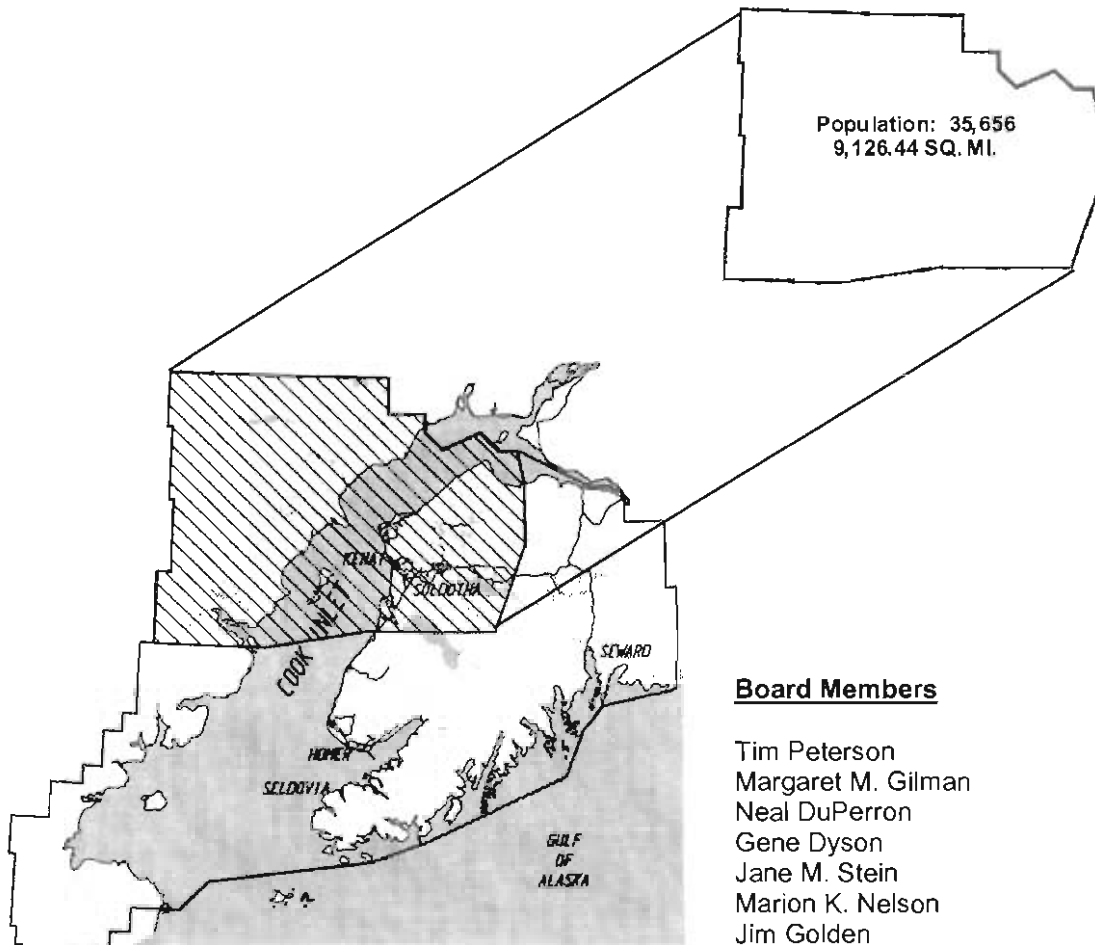 Population: 35,656
9,126.44 SQ. MI.
KENAI
SOLDOTNA
COOK INLET
SEWARD
HOMER
SELDOVIA
GULF
OF
ALASKA
Board Members
Tim Peterson
Margaret M. Gilman
Neal DuPerron
Gene Dyson
Jane M. Stein
Marion K. Nelson
Jim Golden